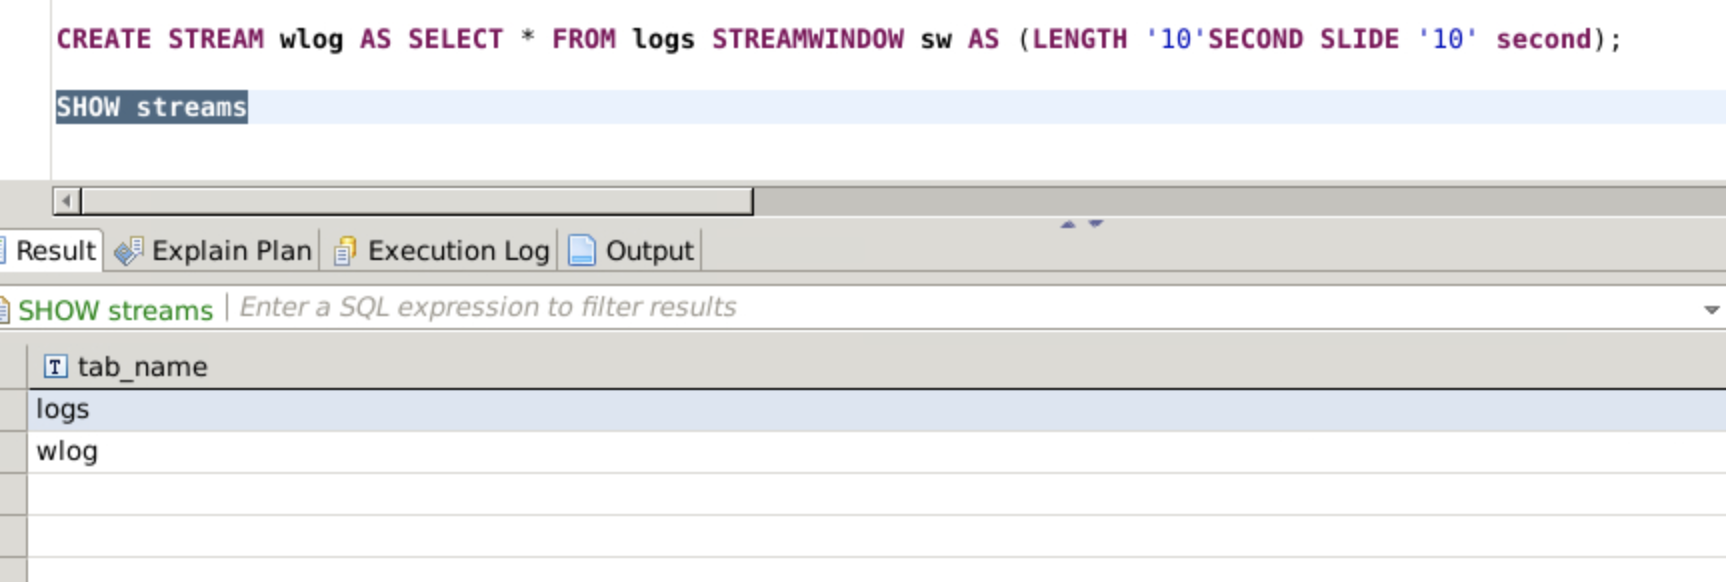 CREATE STREAM wlog AS SELECT * FROM logs STREAMWINDOW sw AS (LENGTH '10'SECOND SLIDE '10' second);
SHOW streams
Result Explain Plan Execution Log Output
SHOW streams Enter a SQL expression to filter results
T tab_name
logs
wlog